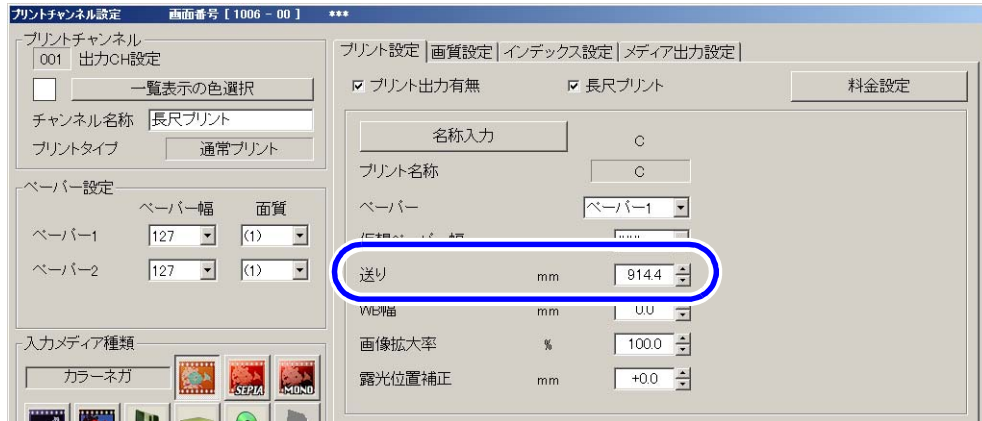 プリントチャンネル設定 画面番号 [ 1006 - 00 ] ***
プリントチャンネル
001 出力CH設定
一覧表示の色選択
チャンネル名称 長尺プリント
プリントタイプ 通常プリント
ペーパー設定
ペーパー幅 面質
ペーパー1 127 (1)
ペーパー2 127 (1)
入力メディア種類
カラーネガ
SEPIA
MONO
プリント設定 画質設定 インデックス設定 メディア出力設定
プリント出力有無 長尺プリント 料金設定
名称入力 C
プリント名称 C
ペーパー ペーパー1
送り mm 914.4
WB幅 mm 0.0
画像拡大率 % 100.0
露光位置補正 mm +0.0